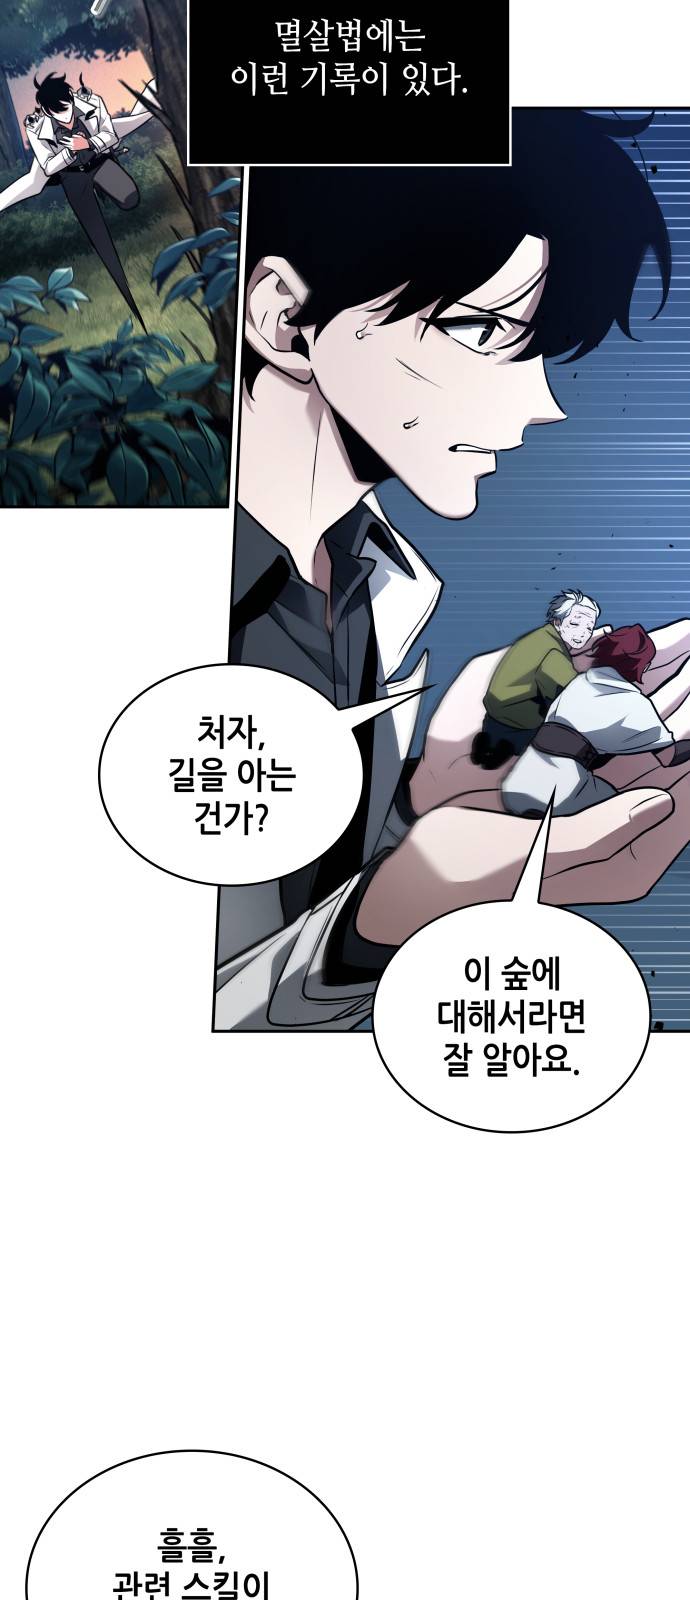 멸살법에는
이런 기록이 있다.
처자,
길을 아는
건가?
이 숲에
대해서라면
잘 알아요.
흘흘,
관련 스킬이